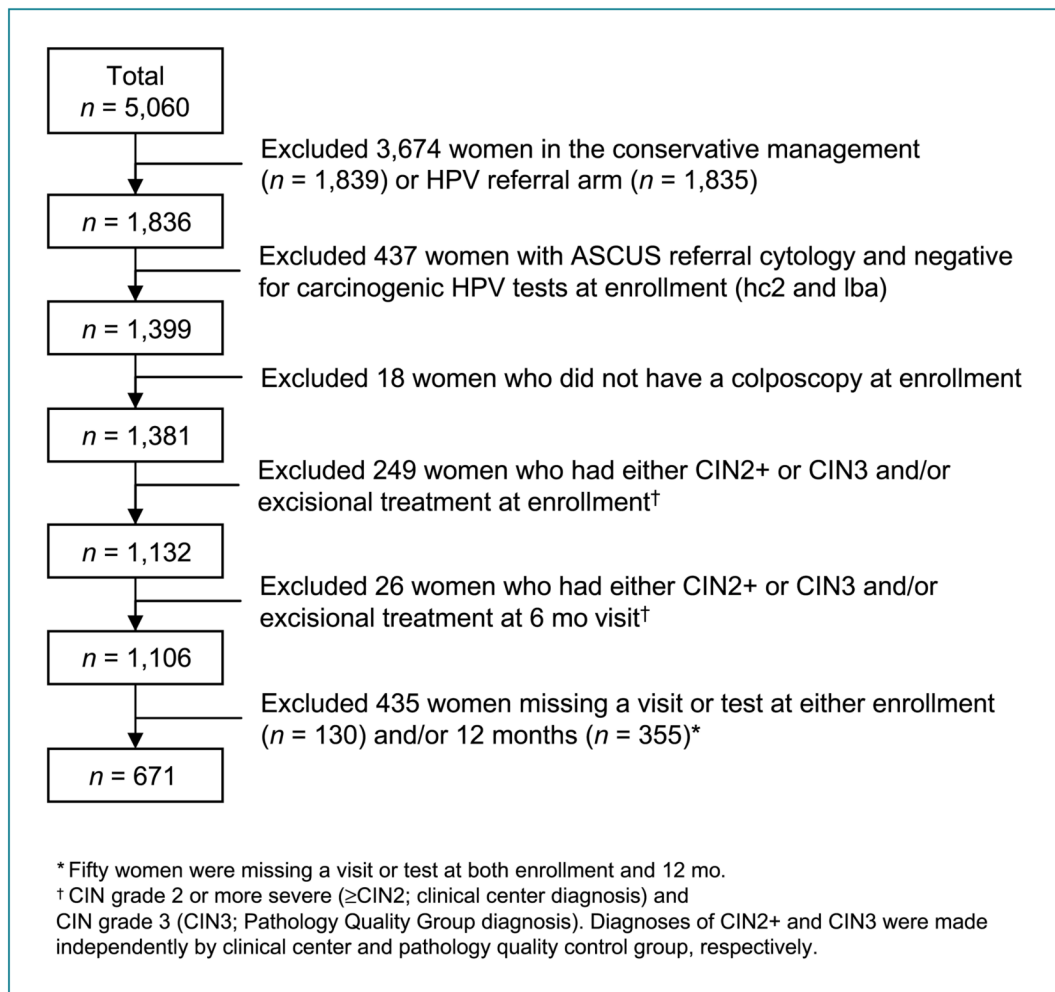 Total
n = 5,060
Excluded 3,674 women in the conservative management
(n = 1,839) or HPV referral arm (n = 1,835)
n = 1,836
Excluded 437 women with ASCUS referral cytology and negative
for carcinogenic HPV tests at enrollment (hc2 and lba)
n = 1,399
Excluded 18 women who did not have a colposcopy at enrollment
n = 1,381
Excluded 249 women who had either CIN2+ or CIN3 and/or
excisional treatment at enrollment†
n = 1,132
Excluded 26 women who had either CIN2+ or CIN3 and/or
excisional treatment at 6 mo visit†
n = 1,106
Excluded 435 women missing a visit or test at either enrollment
(n = 130) and/or 12 months (n = 355)*
n = 671
* Fifty women were missing a visit or test at both enrollment and 12 mo.
† CIN grade 2 or more severe (≥CIN2; clinical center diagnosis) and
CIN grade 3 (CIN3; Pathology Quality Group diagnosis). Diagnoses of CIN2+ and CIN3 were made
independently by clinical center and pathology quality control group, respectively.